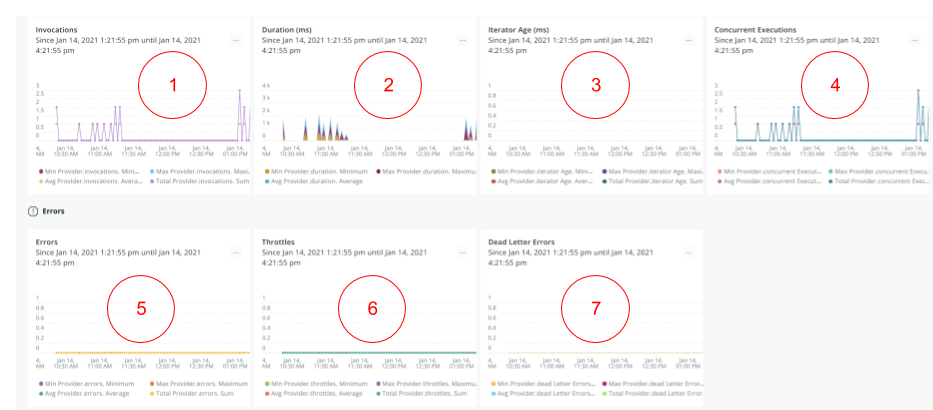 Invocations
Since Jan 14, 2021 1:21:55 pm until Jan 14, 2021
4:21:55 pm
...
1
3
2.5
2
1.5
1
0.5
0
4, Jan 14, Jan 14, Jan 14, Jan 14, Jan 14, Jan 14,
AM 10:30 AM 11:00 AM 11:30 AM 12:00 PM 12:30 PM 01:00 PM
Min Provider.invocations. Mini... Max Provider.invocations. Maxi.
Avg Provider.invocations. Avera... Total Provider.invocations. Sum
Duration (ms)
Since Jan 14, 2021 1:21:55 pm until Jan 14, 2021
4:21:55 pm
...
2
4 k
3 k
2 k
1 k
0
4, Jan 14, Jan 14, Jan 14, Jan 14, Jan 14, Jan 14,
AM 10:30 AM 11:00 AM 11:30 AM 12:00 PM 12:30 PM 01:00 PM
Min Provider.duration. Minimum Max Provider.duration. Maximu.
Avg Provider.duration. Average
Iterator Age (ms)
Since Jan 14, 2021 1:21:55 pm until Jan 14, 2021
4:21:55 pm
...
3
1
0.8
0.6
0.4
0.2
0
4, Jan 14, Jan 14, Jan 14, Jan 14, Jan 14, Jan 14,
AM 10:30 AM 11:00 AM 11:30 AM 12:00 PM 12:30 PM 01:00 PM
Min Provider.iterator Age. Mini... Max Provider.iterator Age. Maxi.
Avg Provider.iterator Age. Aver... Total Provider.iterator Age. Sum
Concurrent Executions
Since Jan 14, 2021 1:21:55 pm until Jan 14, 2021
4:21:55 pm
...
4
3
2.5
2
1.5
1
0.5
0
4, Jan 14, Jan 14, Jan 14, Jan 14, Jan 14, Jan 14,
AM 10:30 AM 11:00 AM 11:30 AM 12:00 PM 12:30 PM 01:00 PM
Min Provider.concurrent Execut... Max Provider.concurrent Execu.
Avg Provider.concurrent Execut... Total Provider.concurrent Execu.
Errors
Errors
Since Jan 14, 2021 1:21:55 pm until Jan 14, 2021
4:21:55 pm
...
5
1
0.8
0.6
0.4
0.2
0
4, Jan 14, Jan 14, Jan 14, Jan 14, Jan 14, Jan 14,
AM 10:30 AM 11:00 AM 11:30 AM 12:00 PM 12:30 PM 01:00 PM
Min Provider.errors. Minimum Max Provider.errors. Maximum
Avg Provider.errors. Average Total Provider.errors. Sum
Throttles
Since Jan 14, 2021 1:21:55 pm until Jan 14, 2021
4:21:55 pm
...
6
1
0.8
0.6
0.4
0.2
0
4, Jan 14, Jan 14, Jan 14, Jan 14, Jan 14, Jan 14,
AM 10:30 AM 11:00 AM 11:30 AM 12:00 PM 12:30 PM 01:00 PM
Min Provider.throttles. Minimum Max Provider.throttles. Maximu.
Avg Provider.throttles. Average Total Provider.throttles. Sum
Dead Letter Errors
Since Jan 14, 2021 1:21:55 pm until Jan 14, 2021
4:21:55 pm
...
7
1
0.8
0.6
0.4
0.2
0
4, Jan 14, Jan 14, Jan 14, Jan 14, Jan 14, Jan 14,
AM 10:30 AM 11:00 AM 11:30 AM 12:00 PM 12:30 PM 01:00 PM
Min Provider.dead Letter Errors... Max Provider.dead Letter Error..
Avg Provider.dead Letter Errors... Total Provider.dead Letter Error..